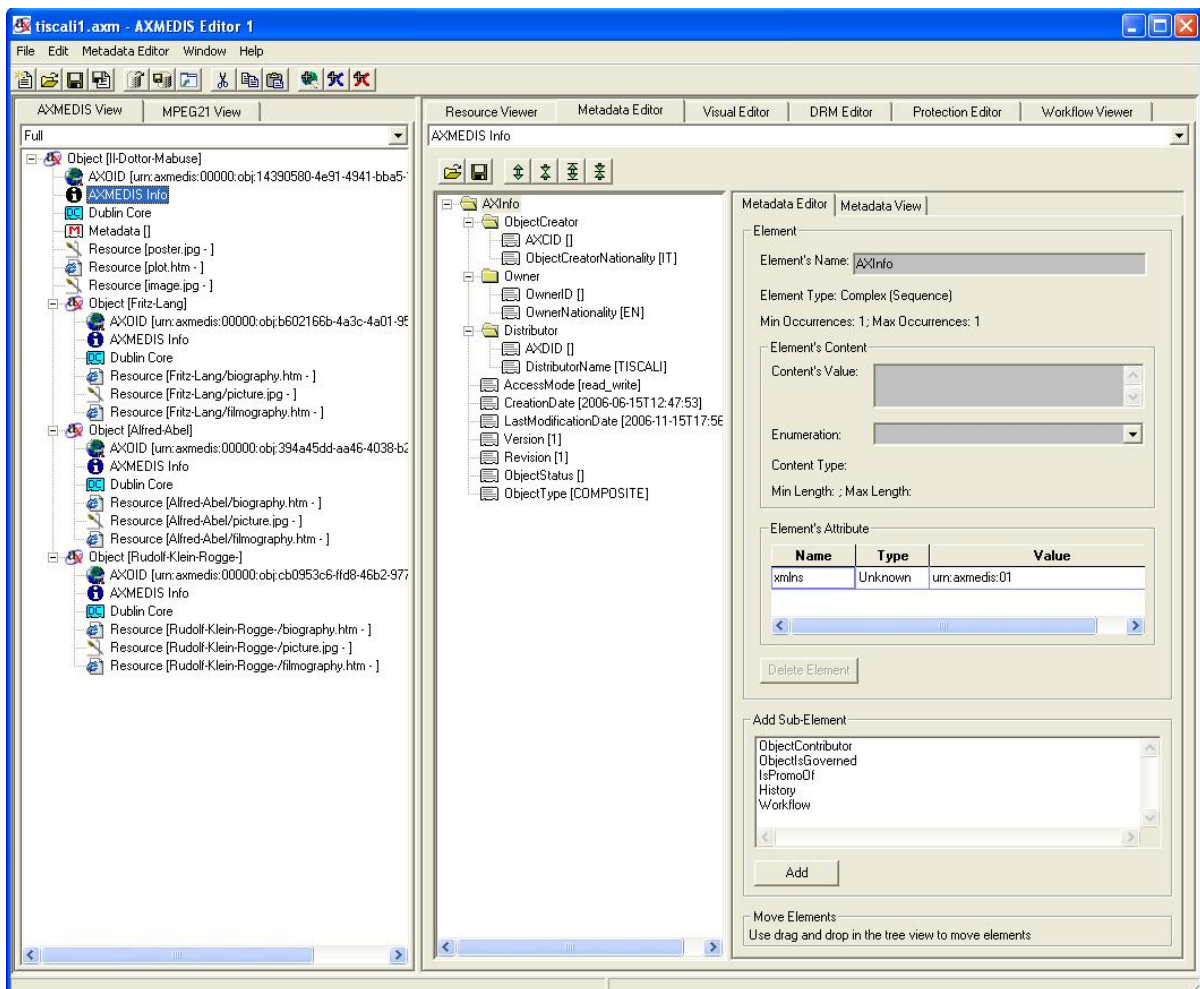 tiscali1.axm - AXMEDIS Editor 1
File Edit Metadata Editor Window Help
AXMEDIS View MPEG21 View
Full
Object [Il-Dottor-Mabuse]
AXOID [urn:axmedis:00000:obj:14390580-4e91-4941-bba5-
AXMEDIS Info
Dublin Core
Metadata []
Resource [poster.jpg - ]
Resource [plot.htm - ]
Resource [image.jpg - ]
Object [Fritz-Lang]
AXOID [urn:axmedis:00000:obj:b602166b-4a3c-4a01-95
AXMEDIS Info
Dublin Core
Resource [Fritz-Lang/biography.htm - ]
Resource [Fritz-Lang/picture.jpg - ]
Resource [Fritz-Lang/filmography.htm - ]
Object [Alfred-Abel]
AXOID [urn:axmedis:00000:obj:394a45dd-aa46-4038-b2
AXMEDIS Info
Dublin Core
Resource [Alfred-Abel/biography.htm - ]
Resource [Alfred-Abel/picture.jpg - ]
Resource [Alfred-Abel/filmography.htm - ]
Object [Rudolf-Klein-Rogge-]
AXOID [urn:axmedis:00000:obj:cb0953c6-ffd8-46b2-977
AXMEDIS Info
Dublin Core
Resource [Rudolf-Klein-Rogge-/biography.htm - ]
Resource [Rudolf-Klein-Rogge-/picture.jpg - ]
Resource [Rudolf-Klein-Rogge-/filmography.htm - ]
Resource Viewer Metadata Editor Visual Editor DRM Editor Protection Editor Workflow Viewer
AXMEDIS Info
AXInfo
ObjectCreator
AXCID []
ObjectCreatorNationality [IT]
Owner
OwnerID []
OwnerNationality [EN]
Distributor
AXDID []
DistributorName [TISCALI]
AccessMode [read_write]
CreationDate [2006-06-15T12:47:53]
LastModificationDate [2006-11-15T17:56
Version [1]
Revision [1]
ObjectStatus []
ObjectType [COMPOSITE]
Metadata Editor Metadata View
Element
Element's Name: AXInfo
Element Type: Complex (Sequence)
Min Occurrences: 1; Max Occurrences: 1
Element's Content
Content's Value:
Enumeration:
Content Type:
Min Length: ; Max Length:
Element's Attribute
Name Type Value
xmlns Unknown urn:axmedis:01
Delete Element
Add Sub-Element
ObjectContributor
ObjectIsGoverned
IsPromoOf
History
Workflow
Add
Move Elements
Use drag and drop in the tree view to move elements